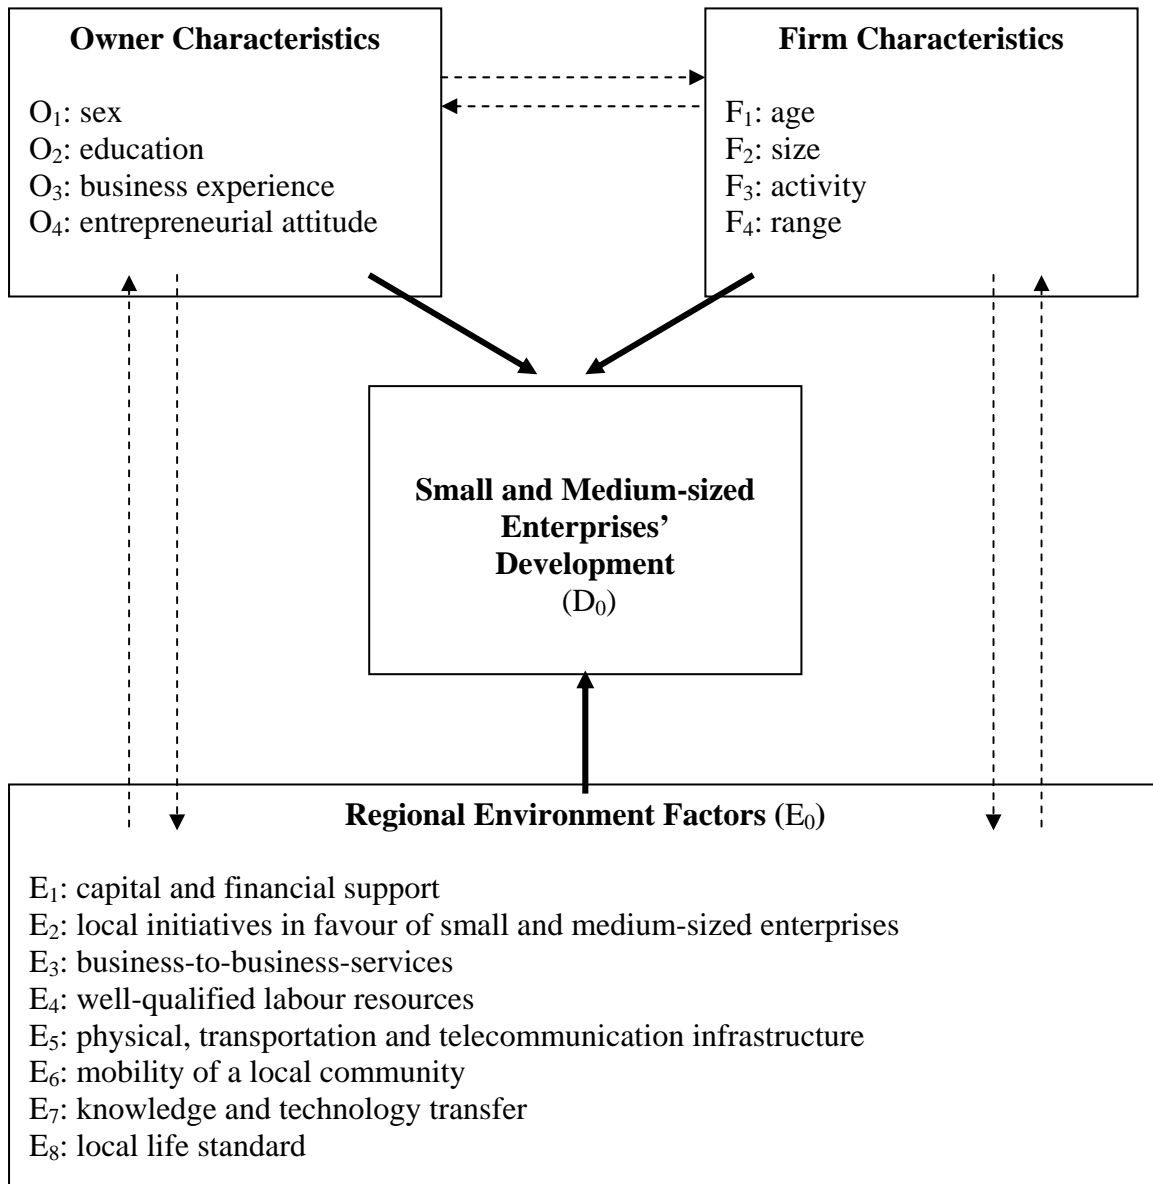 Owner Characteristics
O₁: sex
O₂: education
O₃: business experience
O₄: entrepreneurial attitude
Firm Characteristics
F₁: age
F₂: size
F₃: activity
F₄: range
Small and Medium-sized
Enterprises’
Development
(D₀)
Regional Environment Factors (E₀)
E₁: capital and financial support
E₂: local initiatives in favour of small and medium-sized enterprises
E₃: business-to-business-services
E₄: well-qualified labour resources
E₅: physical, transportation and telecommunication infrastructure
E₆: mobility of a local community
E₇: knowledge and technology transfer
E₈: local life standard